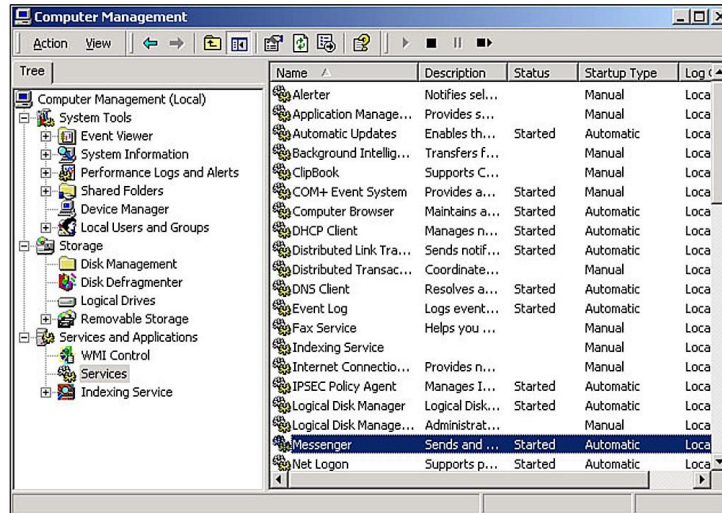 Computer Management
Action View
Tree
Computer Management (Local)
System Tools
Event Viewer
System Information
Performance Logs and Alerts
Shared Folders
Device Manager
Local Users and Groups
Storage
Disk Management
Disk Defragmenter
Logical Drives
Removable Storage
Services and Applications
WMI Control
Services
Indexing Service
Name Description Status Startup Type Log
Alerter Notifies sel... Manual Loca
Application Manage... Provides s... Manual Loca
Automatic Updates Enables th... Started Automatic Loca
Background Intellig... Transfers f... Manual Loca
ClipBook Supports C... Manual Loca
COM+ Event System Provides a... Started Manual Loca
Computer Browser Maintains a... Started Automatic Loca
DHCP Client Manages n... Started Automatic Loca
Distributed Link Tra... Sends notif... Started Automatic Loca
Distributed Transac... Coordinate... Manual Loca
DNS Client Resolves a... Started Automatic Loca
Event Log Logs event... Started Automatic Loca
Fax Service Helps you ... Manual Loca
Indexing Service Manual Loca
Internet Connectio... Provides n... Manual Loca
IPSEC Policy Agent Manages I... Started Automatic Loca
Logical Disk Manager Logical Disk... Started Automatic Loca
Logical Disk Manage... Administrat... Manual Loca
Messenger Sends and ... Started Automatic Loca
Net Logon Supports p... Started Automatic Loca